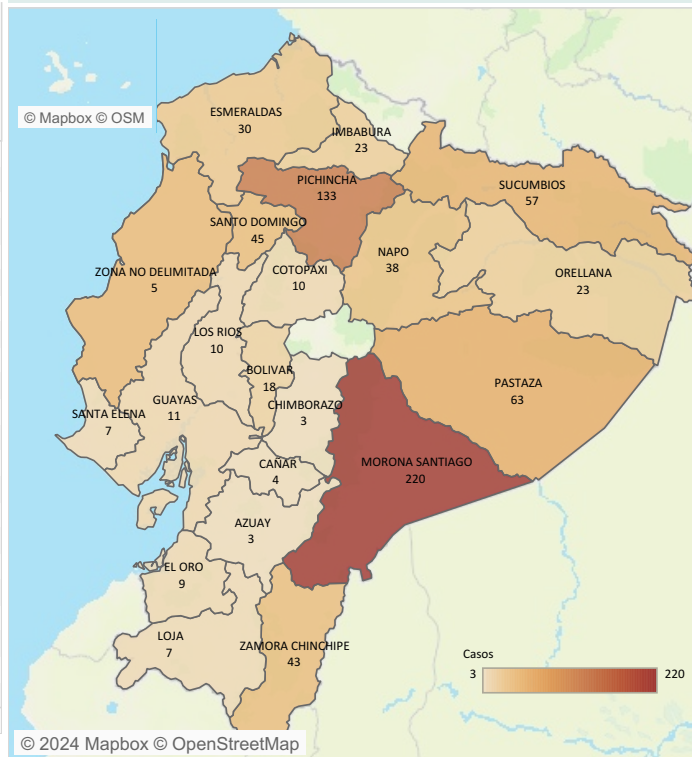 © Mapbox © OSM
ESMERALDAS
30
IMBABURA
23
PICHINCHA
133
SUCUMBIOS
57
SANTO DOMINGO
45
NAPO
38
ZONA NO DELIMITADA
5
COTOPAXI
10
ORELLANA
23
LOS RIOS
10
BOLIVAR
18
PASTAZA
63
GUAYAS
11
CHIMBORAZO
3
SANTA ELENA
7
CAÑAR
4
MORONA SANTIAGO
220
AZUAY
3
EL ORO
9
LOJA
7
ZAMORA CHINCHIPE
43
Casos
3
220
© 2024 Mapbox © OpenStreetMap